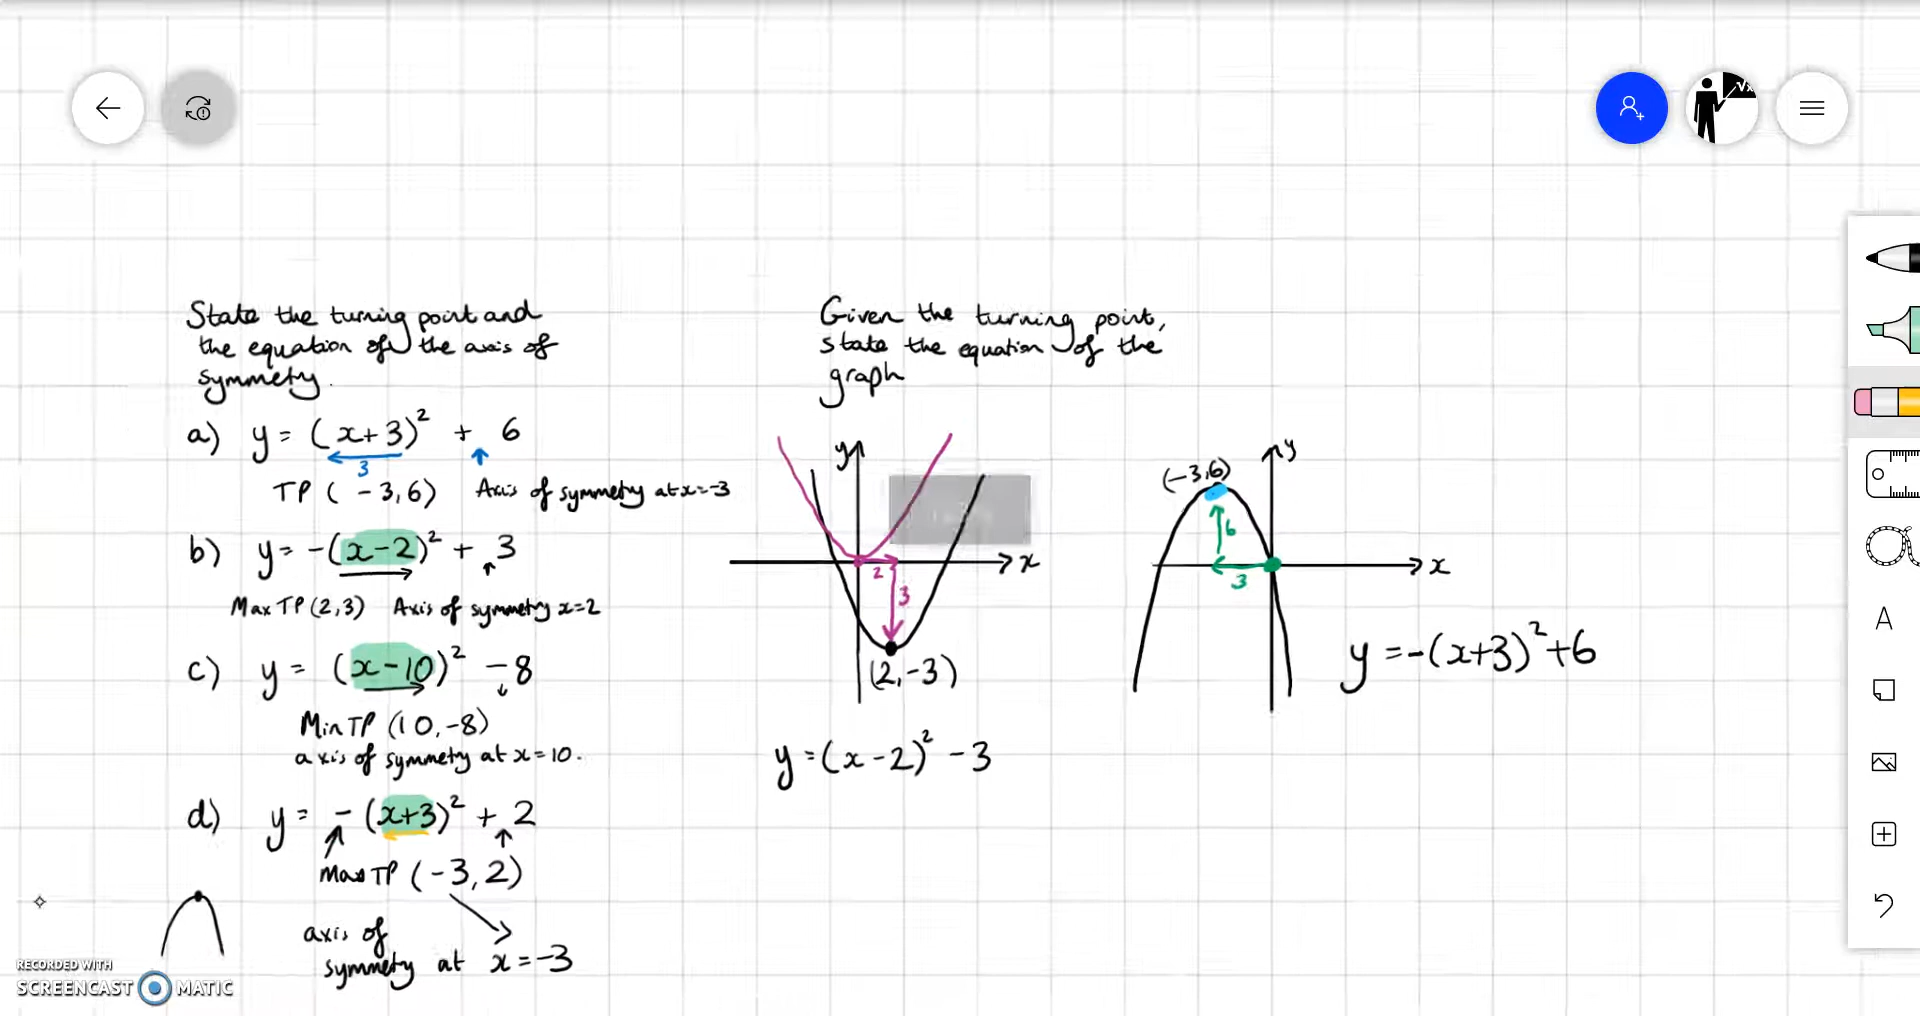 State the turning point and
the equation of the axis of
symmetry.
a) y = (x+3)² + 6
3
TP (-3,6) Axis of symmetry at x=-3
b) y = -(x-2)² + 3
Max TP (2,3) Axis of symmetry x=2
c) y = (x-10)² - 8
Min TP (10,-8)
axis of symmetry at x=10.
d) y = -(x+3)² + 2
Max TP (-3,2)
axis of
symmetry at x=-3
Given the turning point,
state the equation of the
graph
y
x
2
3
(2,-3)
y=(x-2)²-3
(-3,6)
y
6
x
3
y=-(x+3)²+6
√x
A
RECORDED WITH
SCREENCAST MATIC